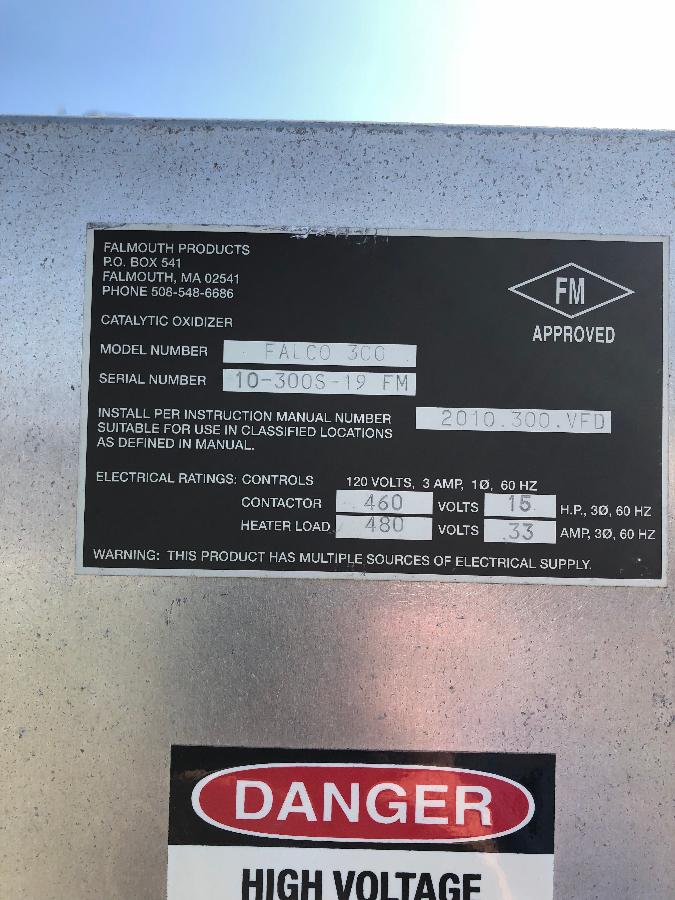 FALMOUTH PRODUCTS
P.O. BOX 541
FALMOUTH, MA 02541
PHONE 508-548-6686
FM
APPROVED
CATALYTIC OXIDIZER
MODEL NUMBER FALCO 300
SERIAL NUMBER 10-300S-19 FM
INSTALL PER INSTRUCTION MANUAL NUMBER 2010.300.VFD
SUITABLE FOR USE IN CLASSIFIED LOCATIONS
AS DEFINED IN MANUAL.
ELECTRICAL RATINGS: CONTROLS 120 VOLTS, 3 AMP, 1Ø, 60 HZ
CONTACTOR 460 VOLTS 15 H.P., 3Ø, 60 HZ
HEATER LOAD 480 VOLTS 33 AMP, 3Ø, 60 HZ
WARNING: THIS PRODUCT HAS MULTIPLE SOURCES OF ELECTRICAL SUPPLY.
DANGER
HIGH VOLTAGE